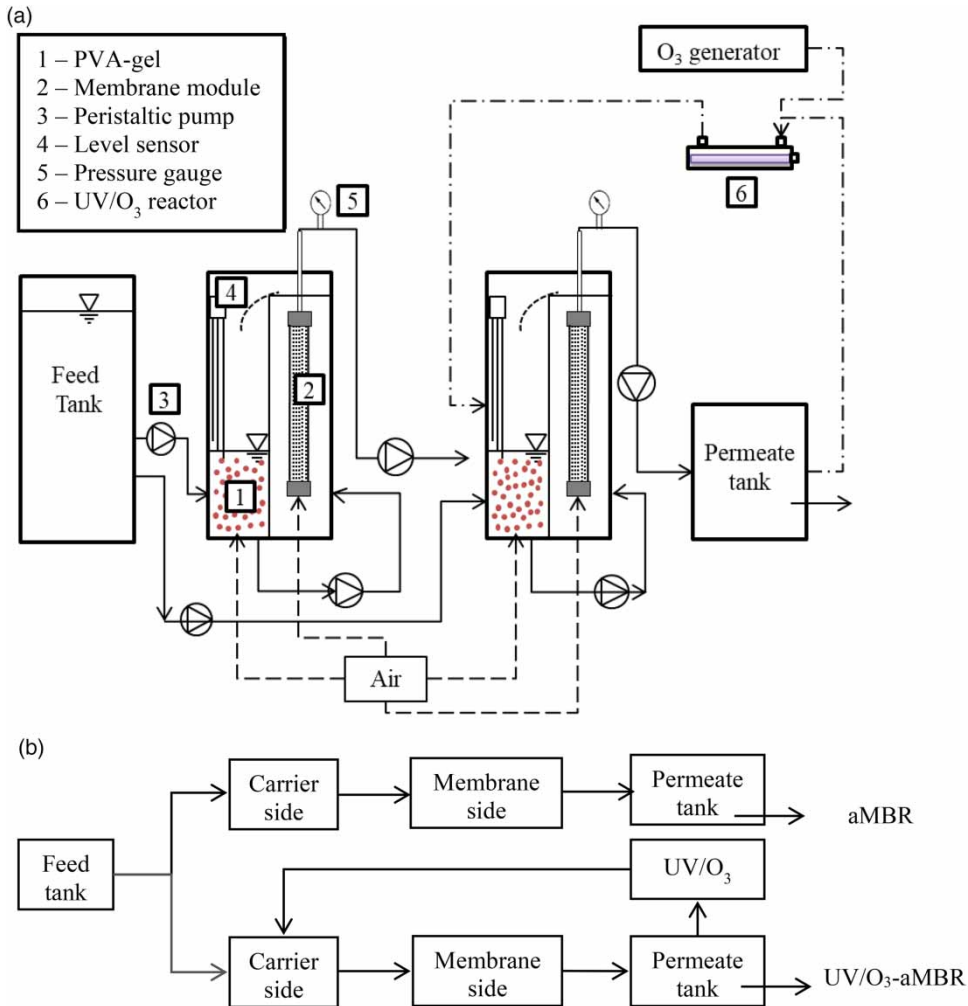 (a)
1 – PVA-gel
2 – Membrane module
3 – Peristaltic pump
4 – Level sensor
5 – Pressure gauge
6 – UV/O₃ reactor
O₃ generator
6
5
4
Feed
Tank
3
2
1
Permeate
tank
Air
(b)
Carrier
side
Membrane
side
Permeate
tank
aMBR
Feed
tank
UV/O₃
Carrier
side
Membrane
side
Permeate
tank
UV/O₃-aMBR